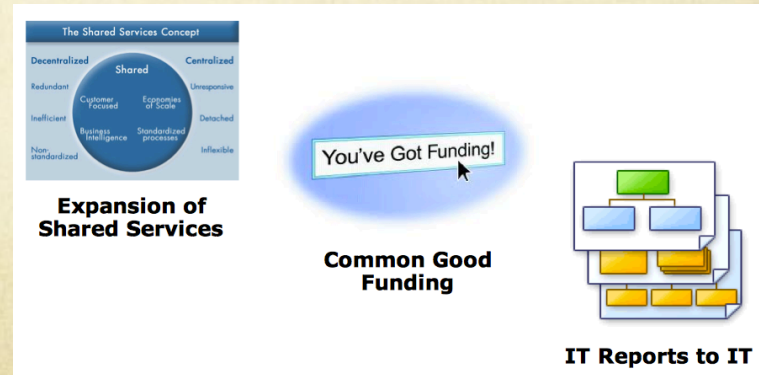 The Shared Services Concept
Decentralized
Centralized
Shared
Redundant
Unresponsive
Customer
Focused
Economies
of Scale
Inefficient
Detached
Business
Intelligence
Standardized
processes
Non-
standardized
Inflexible
Expansion of
Shared Services
You've Got Funding!
Common Good
Funding
IT Reports to IT